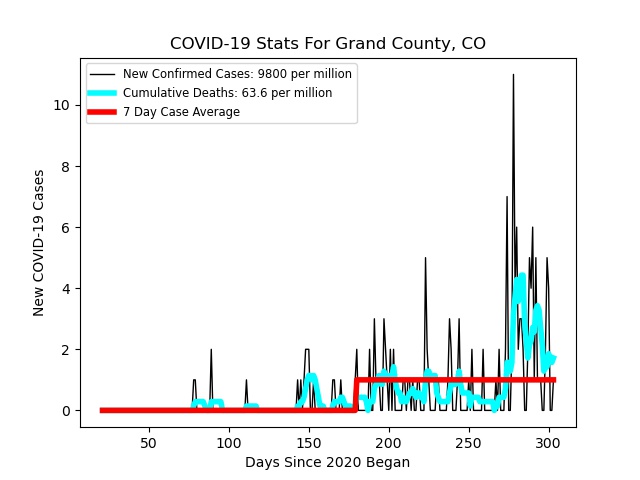 COVID-19 Stats For Grand County, CO
New Confirmed Cases: 9800 per million
Cumulative Deaths: 63.6 per million
7 Day Case Average
New COVID-19 Cases
10
8
6
4
2
0
50 100 150 200 250 300
Days Since 2020 Began